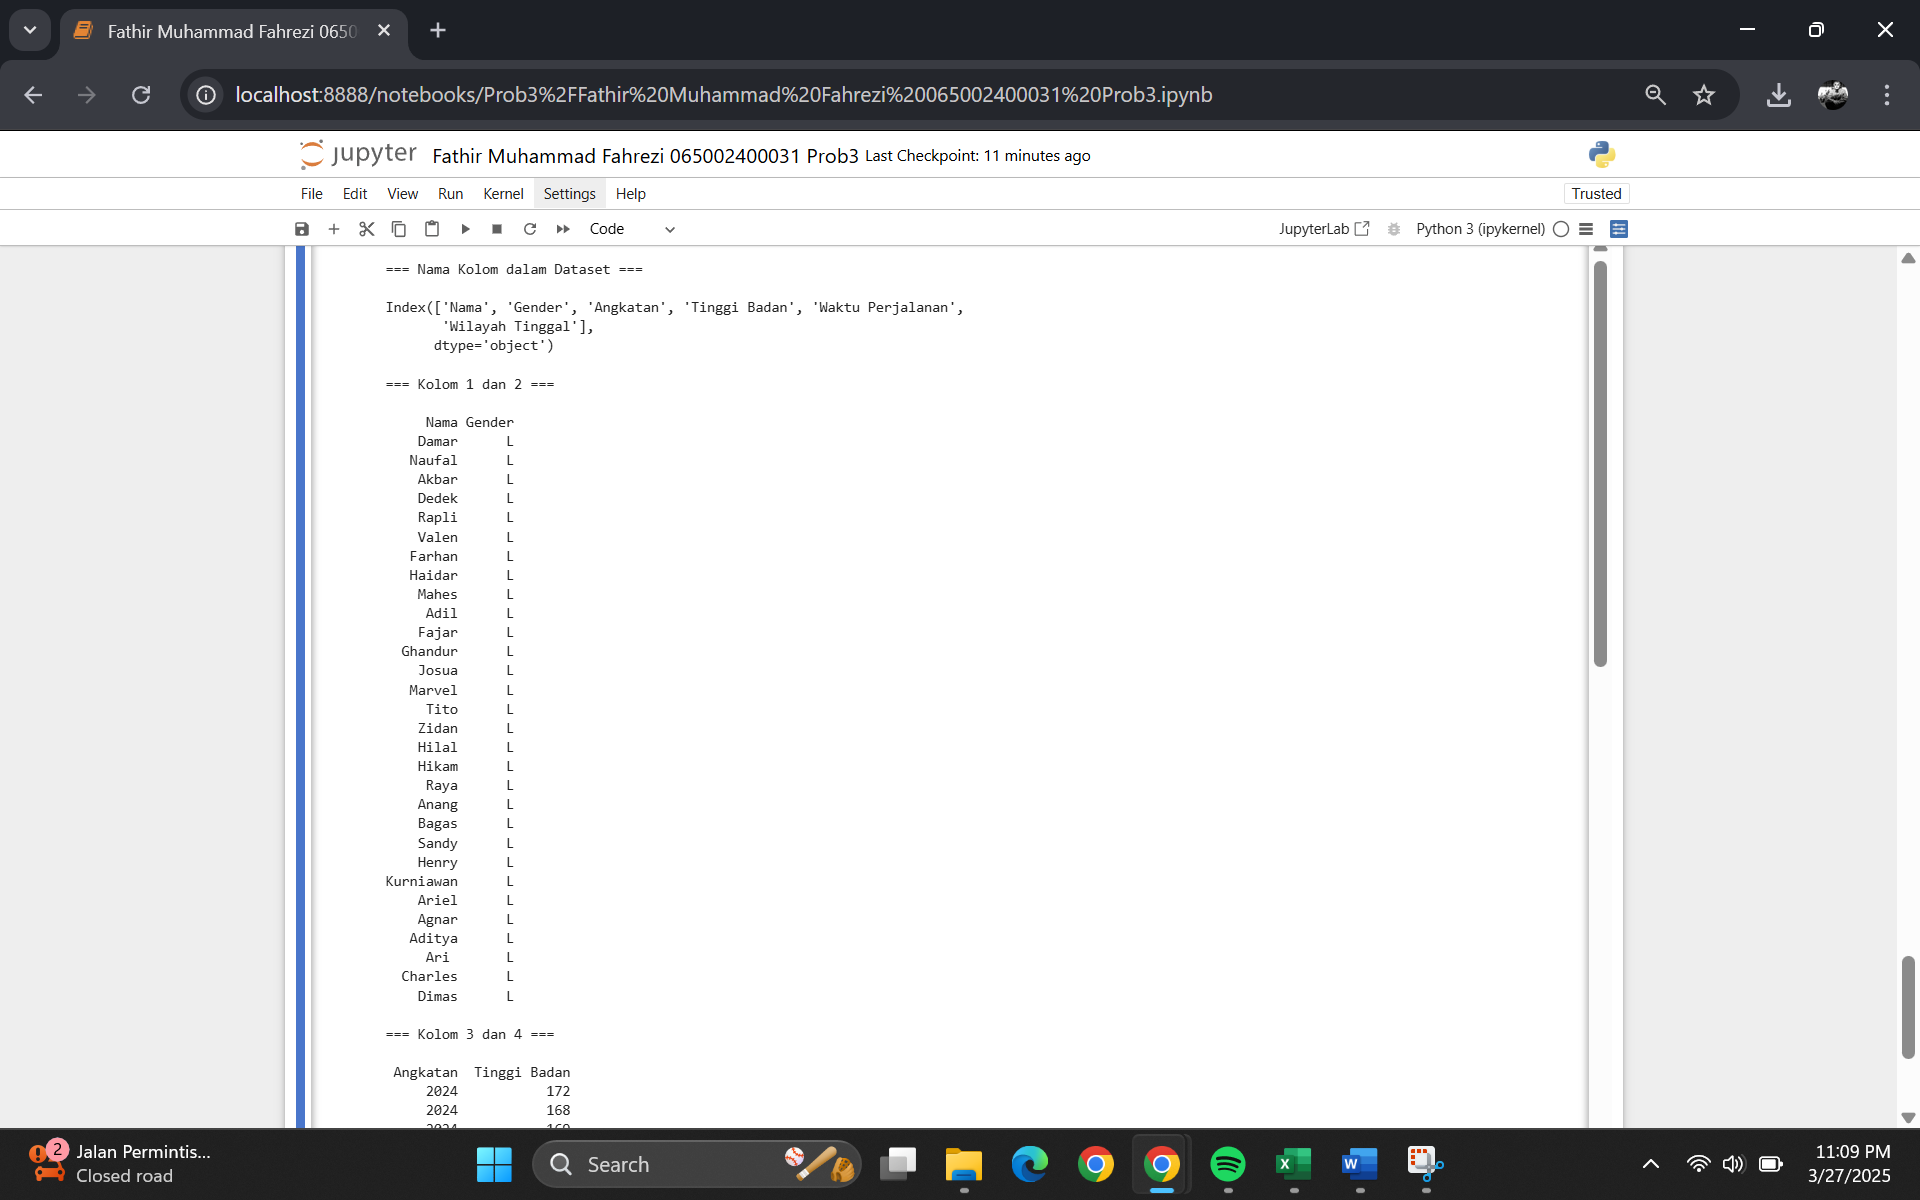 Fathir Muhammad Fahrezi 0650
localhost:8888/notebooks/Prob3%2FFathir%20Muhammad%20Fahrezi%20065002400031%20Prob3.ipynb
jupyter Fathir Muhammad Fahrezi 065002400031 Prob3 Last Checkpoint: 11 minutes ago
File Edit View Run Kernel Settings Help Trusted
Code JupyterLab Python 3 (ipykernel)
=== Nama Kolom dalam Dataset ===
Index(['Nama', 'Gender', 'Angkatan', 'Tinggi Badan', 'Waktu Perjalanan',
'Wilayah Tinggal'],
dtype='object')
=== Kolom 1 dan 2 ===
Nama Gender
Damar L
Naufal L
Akbar L
Dedek L
Rapli L
Valen L
Farhan L
Haidar L
Mahes L
Adil L
Fajar L
Ghandur L
Josua L
Marvel L
Tito L
Zidan L
Hilal L
Hikam L
Raya L
Anang L
Bagas L
Sandy L
Henry L
Kurniawan L
Ariel L
Agnar L
Aditya L
Ari L
Charles L
Dimas L
=== Kolom 3 dan 4 ===
Angkatan Tinggi Badan
2024 172
2024 168
2
Jalan Permintis...
Closed road
Search
11:09 PM
3/27/2025